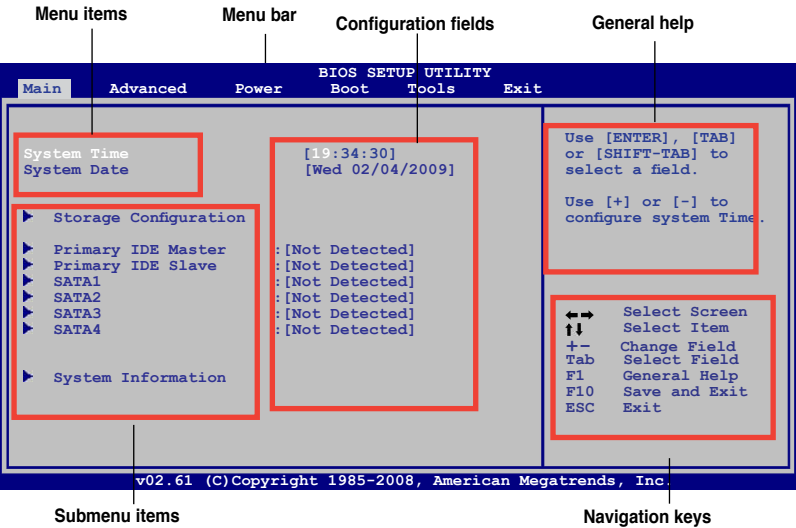 Menu items
Menu bar
Configuration fields
General help
BIOS SETUP UTILITY
Main Advanced Power Boot Tools Exit
System Time [19:34:30]
System Date [Wed 02/04/2009]
Storage Configuration
Primary IDE Master :[Not Detected]
Primary IDE Slave :[Not Detected]
SATA1 :[Not Detected]
SATA2 :[Not Detected]
SATA3 :[Not Detected]
SATA4 :[Not Detected]
System Information
Use [ENTER], [TAB]
or [SHIFT-TAB] to
select a field.
Use [+] or [-] to
configure system Time.
←→ Select Screen
↑↓ Select Item
+- Change Field
Tab Select Field
F1 General Help
F10 Save and Exit
ESC Exit
v02.61 (C)Copyright 1985-2008, American Megatrends, Inc.
Submenu items
Navigation keys